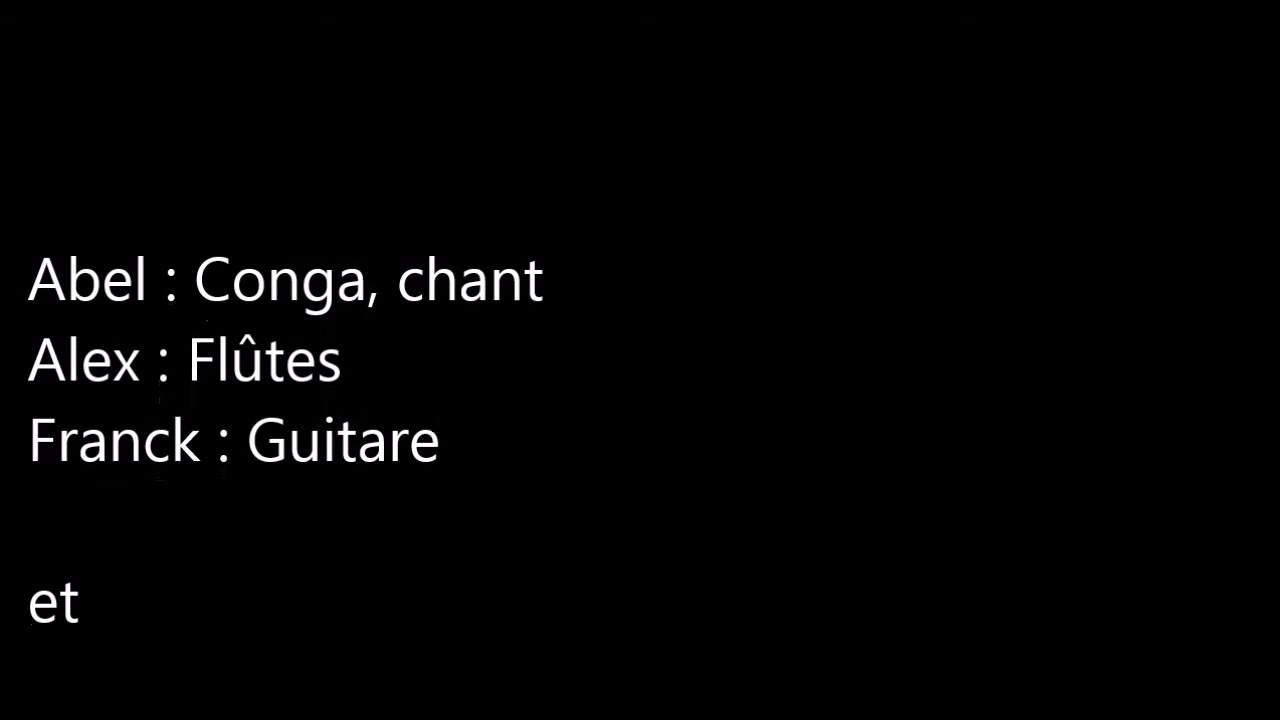 Abel : Conga, chant
Alex : Flûtes
Franck : Guitare
et